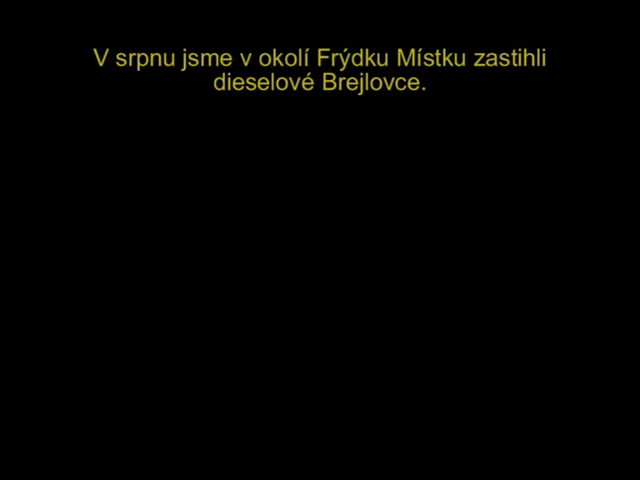 V srpnu jsme v okolí Frýdku Místku zastihli
dieselové Brejlovce.